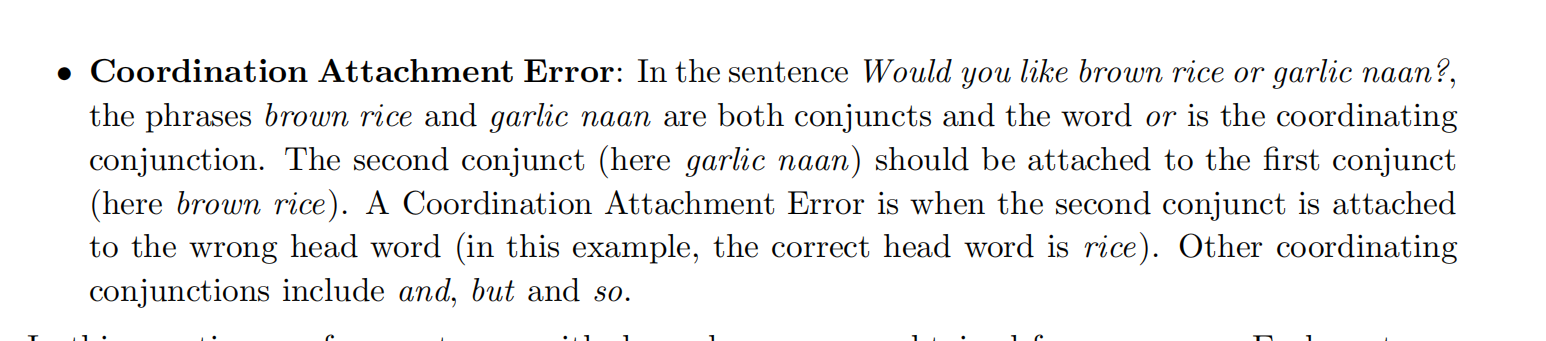 • Coordination Attachment Error: In the sentence Would you like brown rice or garlic naan?,
the phrases brown rice and garlic naan are both conjuncts and the word or is the coordinating
conjunction. The second conjunct (here garlic naan) should be attached to the first conjunct
(here brown rice). A Coordination Attachment Error is when the second conjunct is attached
to the wrong head word (in this example, the correct head word is rice). Other coordinating
conjunctions include and, but and so.